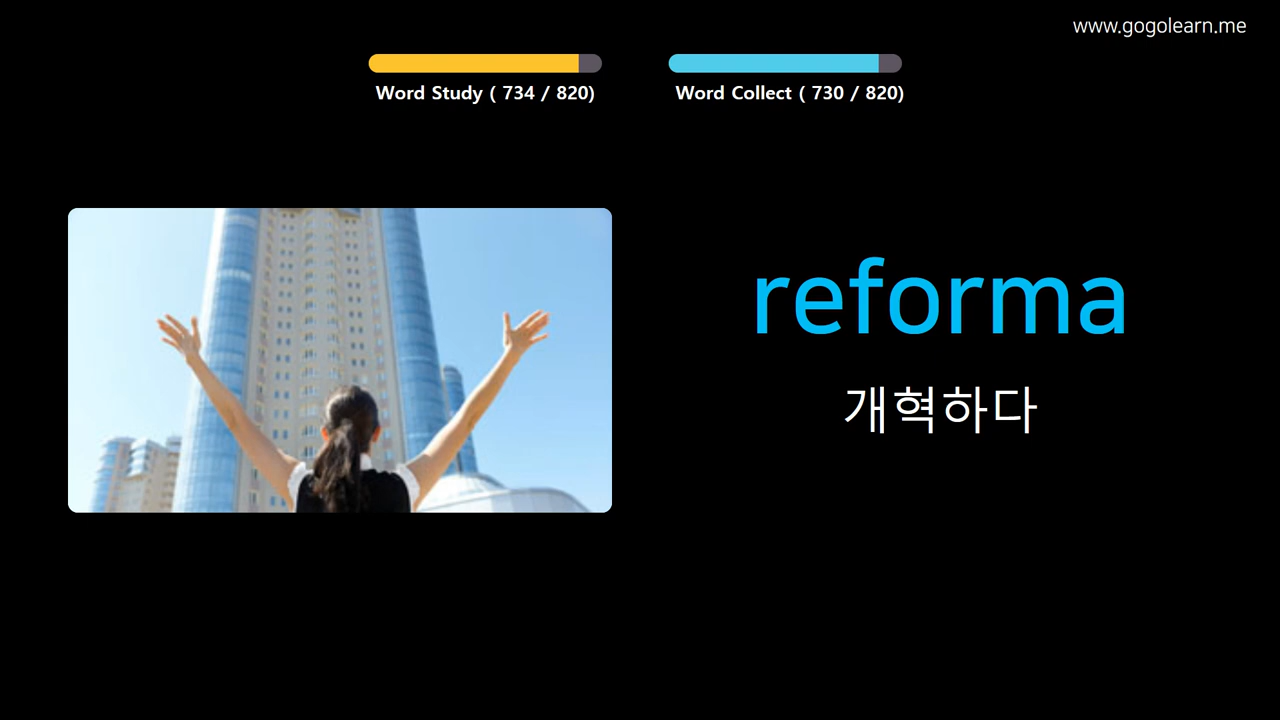 www.gogolearn.me
Word Study ( 734 / 820)
Word Collect ( 730 / 820)
reforma
개혁하다